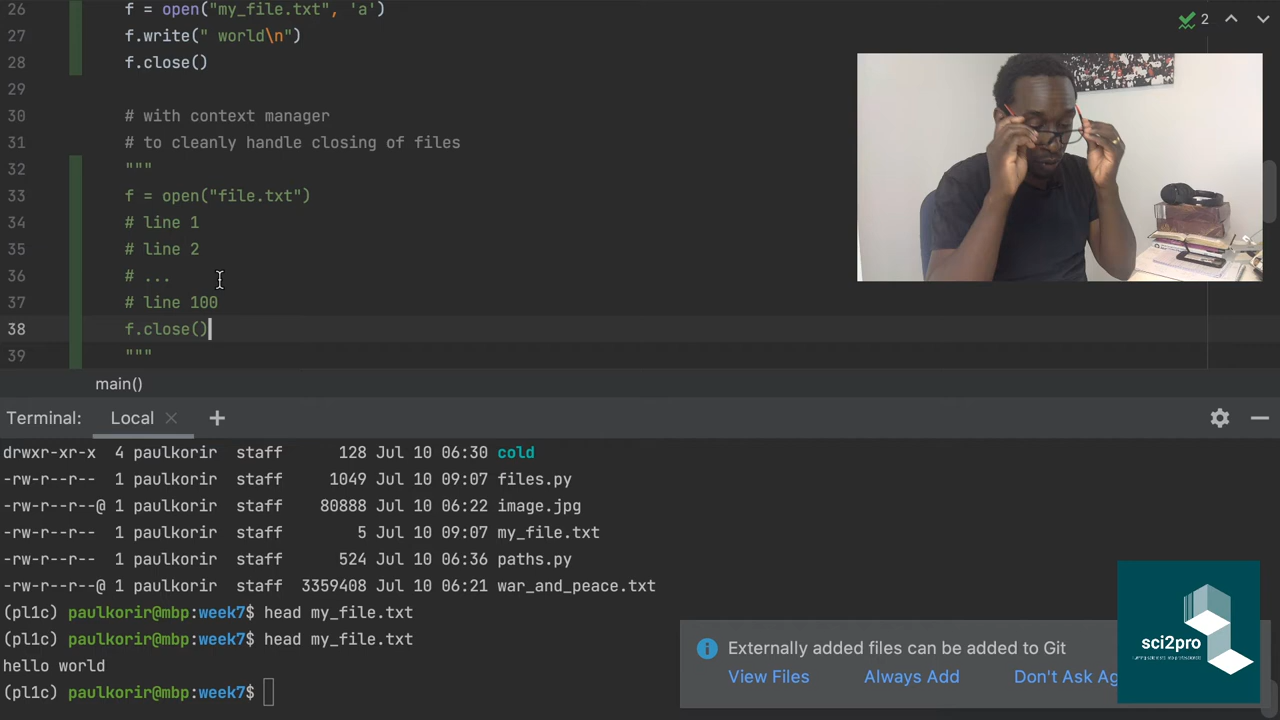 26 f = open("my_file.txt", 'a')
27 f.write(" world\n")
28 f.close()
29
30 # with context manager
31 # to cleanly handle closing of files
32 """
33 f = open("file.txt")
34 # line 1
35 # line 2
36 # ...
37 # line 100
38 f.close()
39 """
2
main()
Terminal: Local
drwxr-xr-x 4 paulkorir staff 128 Jul 10 06:30 cold
-rw-r--r-- 1 paulkorir staff 1049 Jul 10 09:07 files.py
-rw-r--r--@ 1 paulkorir staff 80888 Jul 10 06:22 image.jpg
-rw-r--r-- 1 paulkorir staff 5 Jul 10 09:07 my_file.txt
-rw-r--r-- 1 paulkorir staff 524 Jul 10 06:36 paths.py
-rw-r--r--@ 1 paulkorir staff 3359408 Jul 10 06:21 war_and_peace.txt
(pl1c) paulkorir@mbp:week7$ head my_file.txt
(pl1c) paulkorir@mbp:week7$ head my_file.txt
hello world
(pl1c) paulkorir@mbp:week7$
Externally added files can be added to Git
View Files Always Add Don't Ask Ag
sci2pro